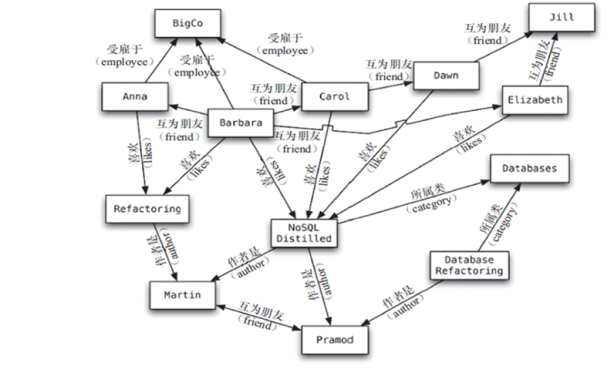 BigCo
Jill
受雇于
(employee)
受雇于
(employee)
受雇于
(employee)
互为朋友
(friend)
互为朋友
(friend)
互为朋友
(friend)
Dawn
Anna
互为朋友
(friend)
Carol
Elizabeth
Barbara
互为朋友
(friend)
互为朋友
(friend)
喜欢
(likes)
喜欢
(likes)
喜欢
(likes)
喜欢
(likes)
喜欢
(likes)
喜欢
(likes)
Databases
所属类
(category)
Refactoring
NoSQL
Distilled
所属类
(category)
作者是
(author)
作者是
(author)
作者是
(author)
Database
Refactoring
Martin
作者是
(author)
互为朋友
(friend)
Pramod